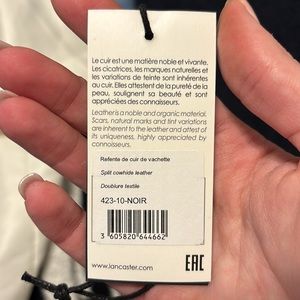 Le cuir est une matière noble et vivante.
Les cicatrices, les marques naturelles et
les variations de teinte sont inhérentes
au cuir. Elles attestent de la pureté de la
peau, soulignent sa beauté et sont
appréciées des connaisseurs.
Leather is a noble and organic material.
Scars, natural marks and tint variations
are inherent to the leather and attest of
its uniqueness, highly appreciated by
connaisseurs.
Refente de cuir de vachette
Split cowhide leather
Doublure textile
423-10-NOIR
3 605820 644662
www.lancaster.com
EAC